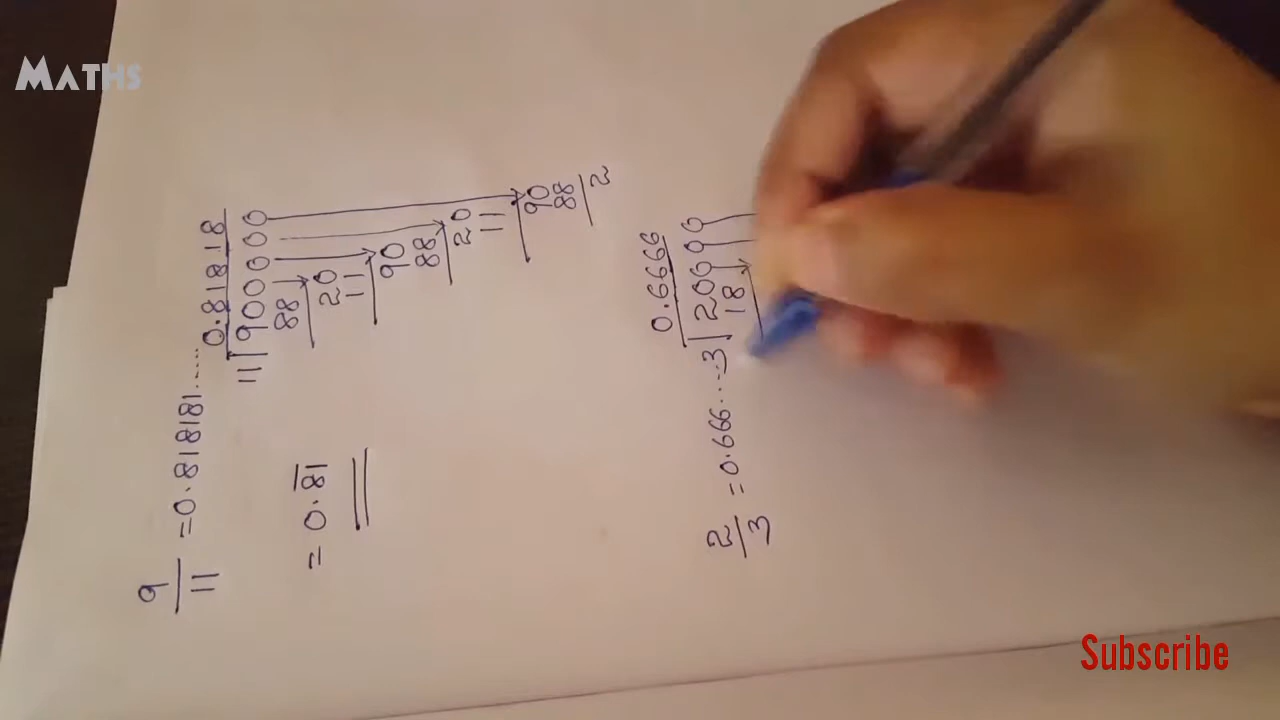 MATHS
9/11 = 0.818181.....
0.81818
11 | 900000
88
20
11
90
88
20
11
90
88
2
= 0.8̅1̅
2/3 = 0.666...
0.6666
3 | 20000
18
Subscribe